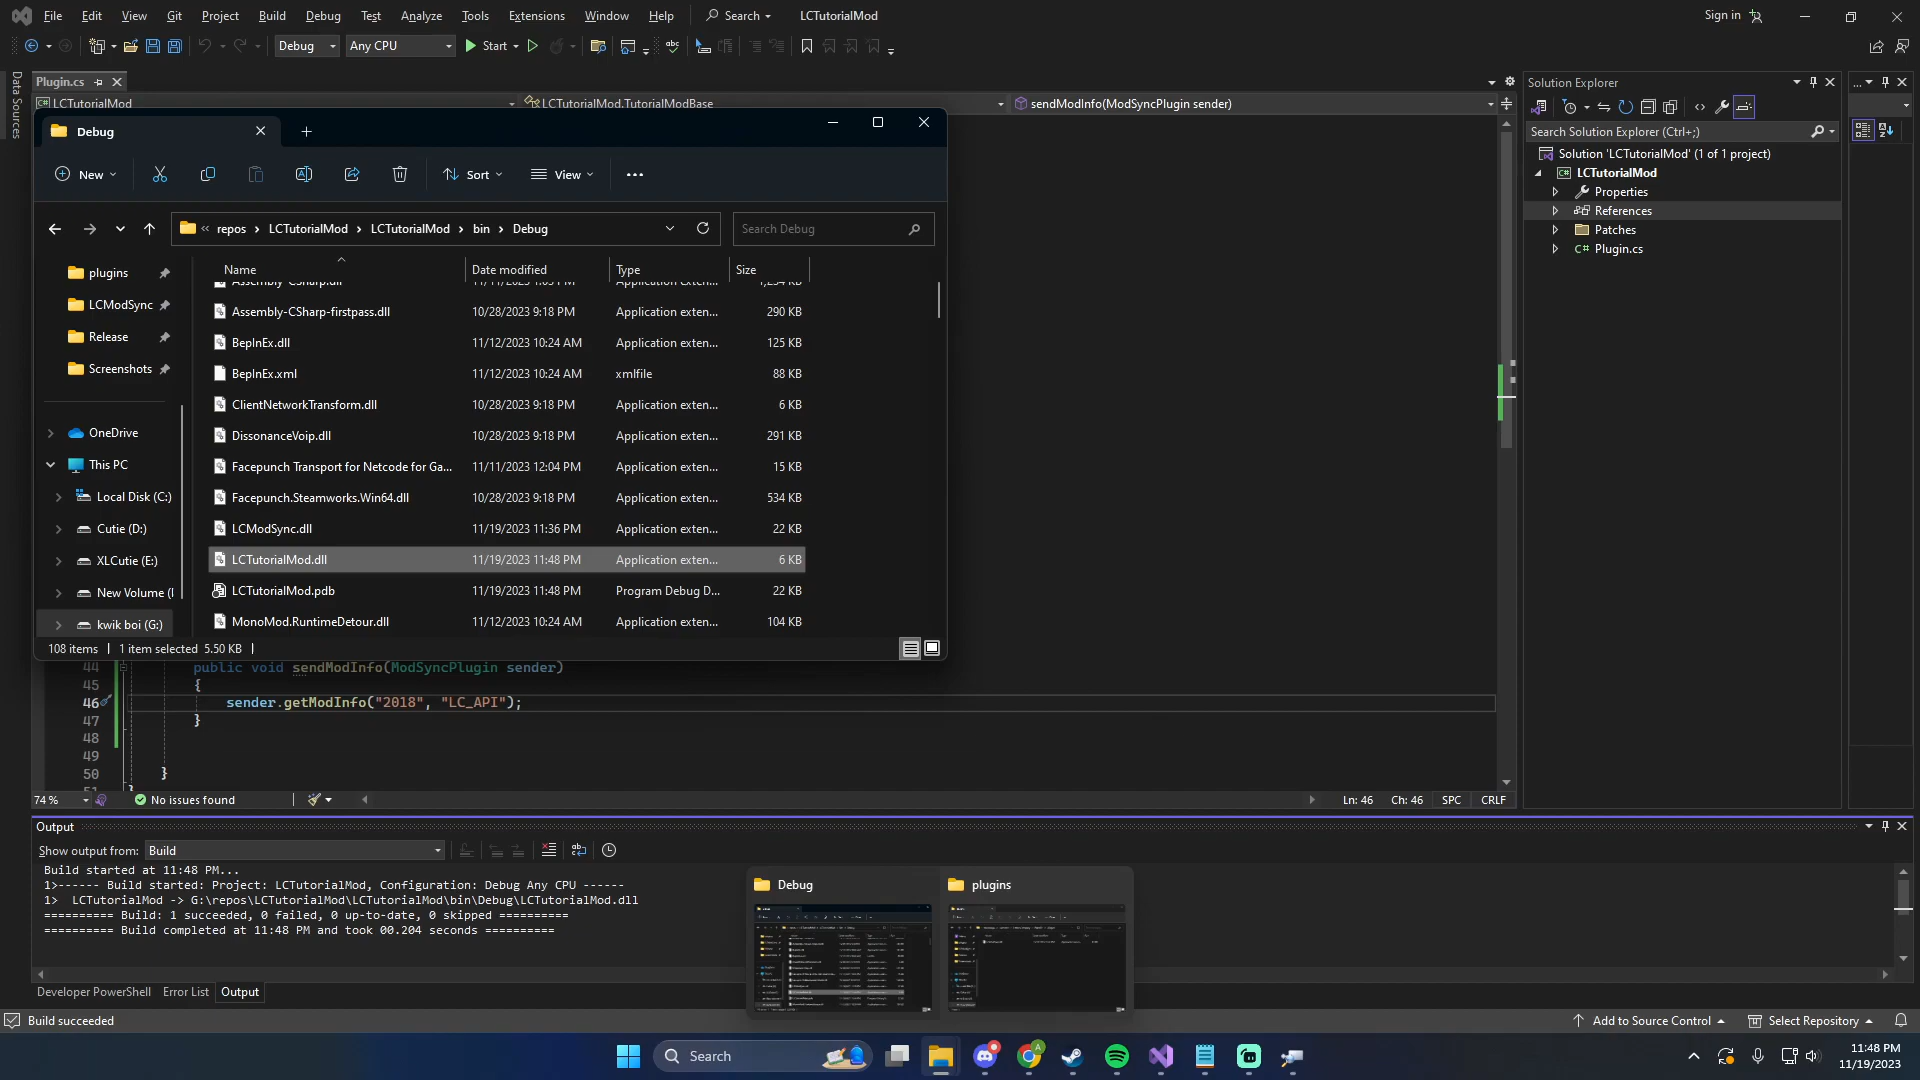 File Edit View Git Project Build Debug Test Analyze Tools Extensions Window Help Search LCTutorialMod Sign in
Debug Any CPU Start
Data Sources
Plugin.cs
LCTutorialMod LCTutorialMod.TutorialModBase sendModInfo(ModSyncPlugin sender)
Debug
New Sort View
repos LCTutorialMod LCTutorialMod bin Debug Search Debug
plugins
LCModSync
Release
Screenshots
OneDrive
This PC
Local Disk (C:)
Cutie (D:)
XLCutie (E:)
New Volume (
kwik boi (G:)
Name Date modified Type Size
Assembly-CSharp.dll
Assembly-CSharp-firstpass.dll 10/28/2023 9:18 PM Application exten... 290 KB
BepInEx.dll 11/12/2023 10:24 AM Application exten... 125 KB
BepInEx.xml 11/12/2023 10:24 AM xmlfile 88 KB
ClientNetworkTransform.dll 10/28/2023 9:18 PM Application exten... 6 KB
DissonanceVoip.dll 10/28/2023 9:18 PM Application exten... 291 KB
Facepunch Transport for Netcode for Ga... 11/11/2023 12:04 PM Application exten... 15 KB
Facepunch.Steamworks.Win64.dll 10/28/2023 9:18 PM Application exten... 534 KB
LCModSync.dll 11/19/2023 11:36 PM Application exten... 22 KB
LCTutorialMod.dll 11/19/2023 11:48 PM Application exten... 6 KB
LCTutorialMod.pdb 11/19/2023 11:48 PM Program Debug D... 22 KB
MonoMod.RuntimeDetour.dll 11/12/2023 10:24 AM Application exten... 104 KB
108 items 1 item selected 5.50 KB
44 public void sendModInfo(ModSyncPlugin sender)
45 {
46 sender.getModInfo("2018", "LC_API");
47 }
48
49
50 }
51 }
74 % No issues found Ln: 46 Ch: 46 SPC CRLF
Solution Explorer
Search Solution Explorer (Ctrl+;)
Solution 'LCTutorialMod' (1 of 1 project)
LCTutorialMod
Properties
References
Patches
Plugin.cs
Output
Show output from: Build
Build started at 11:48 PM...
1>------ Build started: Project: LCTutorialMod, Configuration: Debug Any CPU ------
1> LCTutorialMod -> G:\repos\LCTutorialMod\LCTutorialMod\bin\Debug\LCTutorialMod.dll
========== Build: 1 succeeded, 0 failed, 0 up-to-date, 0 skipped ==========
========== Build completed at 11:48 PM and took 00.204 seconds ==========
Debug plugins
Developer PowerShell Error List Output
Build succeeded Add to Source Control Select Repository
Search 11:48 PM
11/19/2023